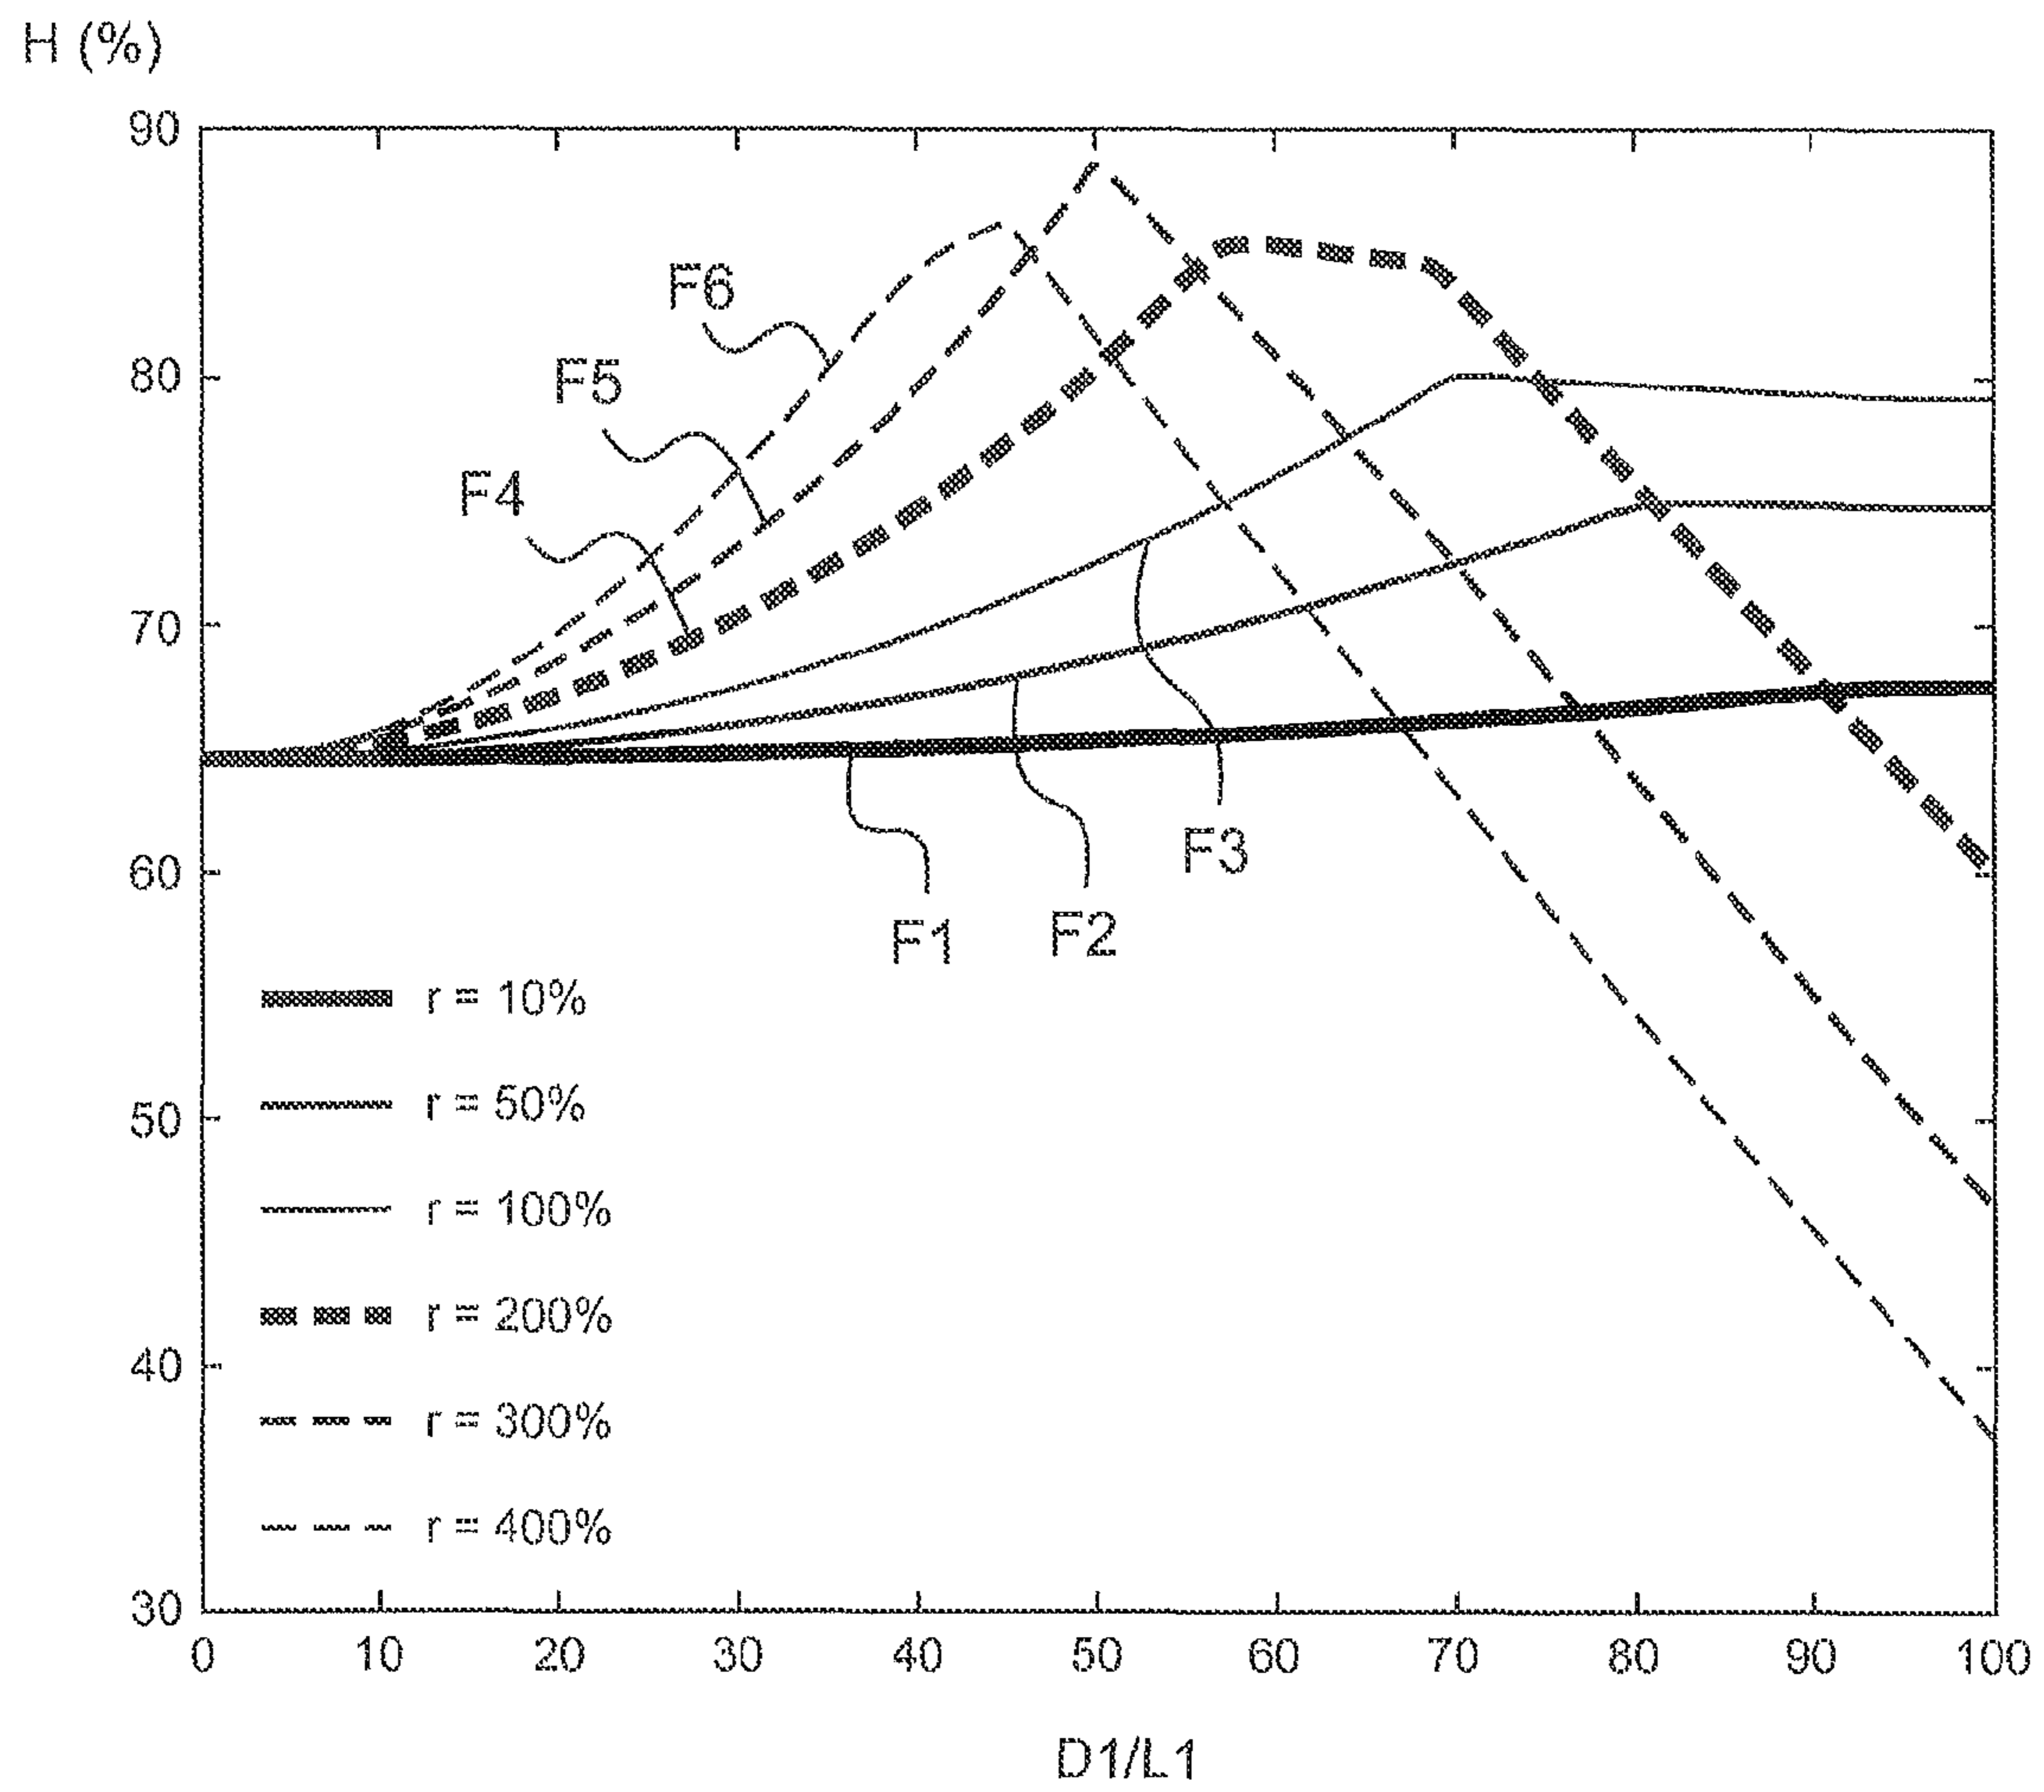 H (%)
90
80
70
60
50
40
30
F6
F5
F4
F3
F1
F2
r = 10%
r = 50%
r = 100%
r = 200%
r = 300%
r = 400%
0 10 20 30 40 50 60 70 80 90 100
D1/L1